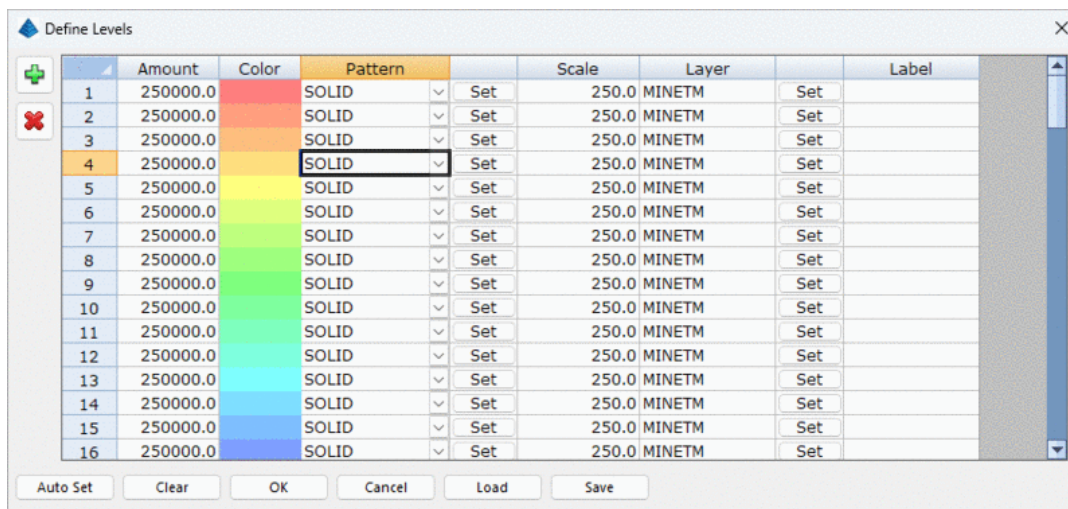 Define Levels
Amount Color Pattern Scale Layer Label
1 250000.0 SOLID Set 250.0 MINETM Set
2 250000.0 SOLID Set 250.0 MINETM Set
3 250000.0 SOLID Set 250.0 MINETM Set
4 250000.0 SOLID Set 250.0 MINETM Set
5 250000.0 SOLID Set 250.0 MINETM Set
6 250000.0 SOLID Set 250.0 MINETM Set
7 250000.0 SOLID Set 250.0 MINETM Set
8 250000.0 SOLID Set 250.0 MINETM Set
9 250000.0 SOLID Set 250.0 MINETM Set
10 250000.0 SOLID Set 250.0 MINETM Set
11 250000.0 SOLID Set 250.0 MINETM Set
12 250000.0 SOLID Set 250.0 MINETM Set
13 250000.0 SOLID Set 250.0 MINETM Set
14 250000.0 SOLID Set 250.0 MINETM Set
15 250000.0 SOLID Set 250.0 MINETM Set
16 250000.0 SOLID Set 250.0 MINETM Set
Auto Set Clear OK Cancel Load Save